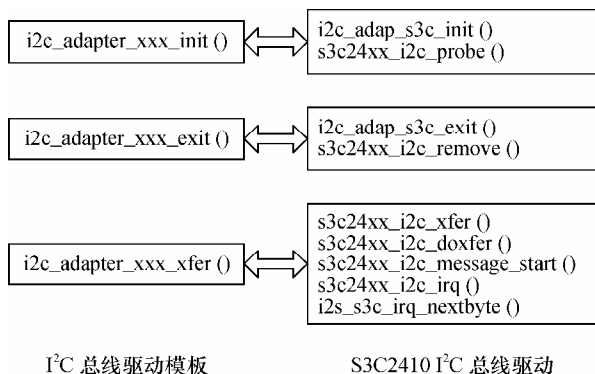 i2c_adapter_xxx_init ()
i2c_adap_s3c_init ()
s3c24xx_i2c_probe ()
i2c_adapter_xxx_exit ()
i2c_adap_s3c_exit ()
s3c24xx_i2c_remove ()
i2c_adapter_xxx_xfer ()
s3c24xx_i2c_xfer ()
s3c24xx_i2c_doxfer ()
s3c24xx_i2c_message_start ()
s3c24xx_i2c_irq ()
i2s_s3c_irq_nextbyte ()
I²C 总线驱动模板
S3C2410 I²C 总线驱动